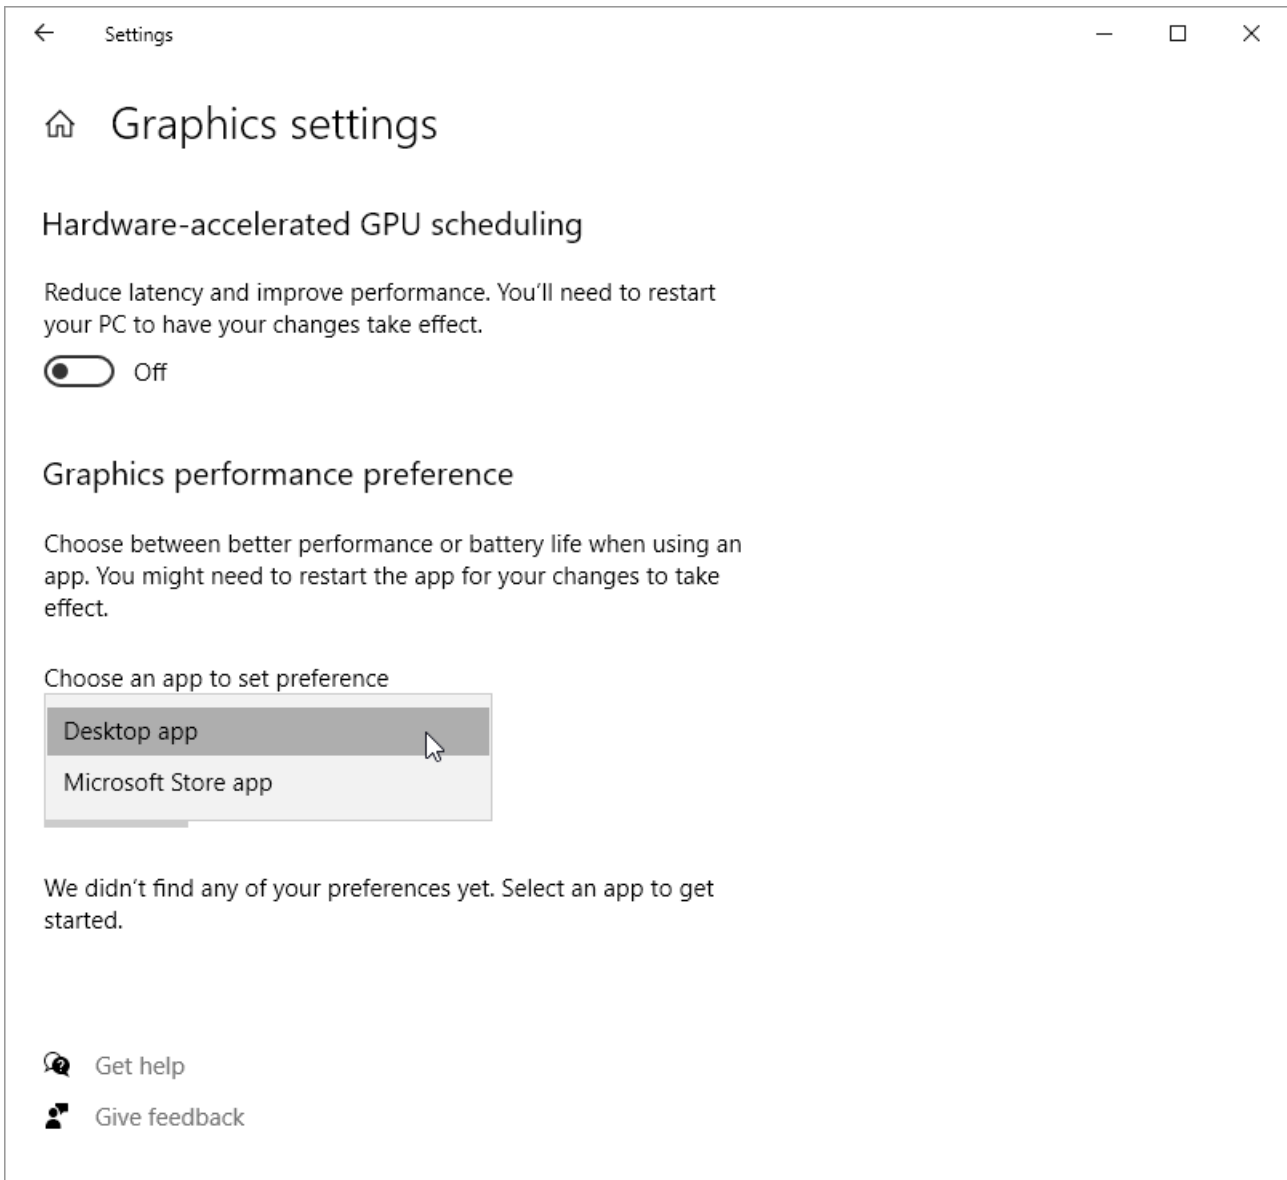 Settings
Graphics settings
Hardware-accelerated GPU scheduling
Reduce latency and improve performance. You'll need to restart
your PC to have your changes take effect.
Off
Graphics performance preference
Choose between better performance or battery life when using an
app. You might need to restart the app for your changes to take
effect.
Choose an app to set preference
Desktop app
Microsoft Store app
We didn't find any of your preferences yet. Select an app to get
started.
Get help
Give feedback